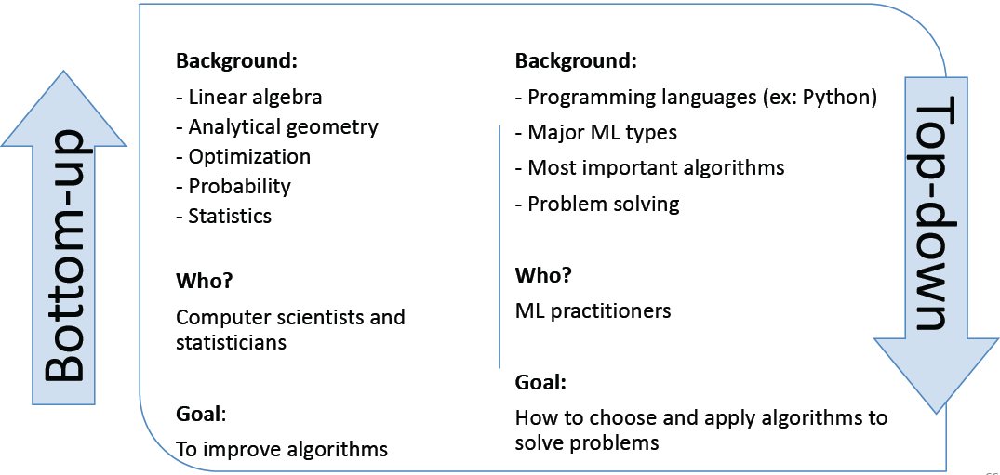 Bottom-up
Background:
- Linear algebra
- Analytical geometry
- Optimization
- Probability
- Statistics
Who?
Computer scientists and
statisticians
Goal:
To improve algorithms
Background:
- Programming languages (ex: Python)
- Major ML types
- Most important algorithms
- Problem solving
Who?
ML practitioners
Goal:
How to choose and apply algorithms to
solve problems
Top-down